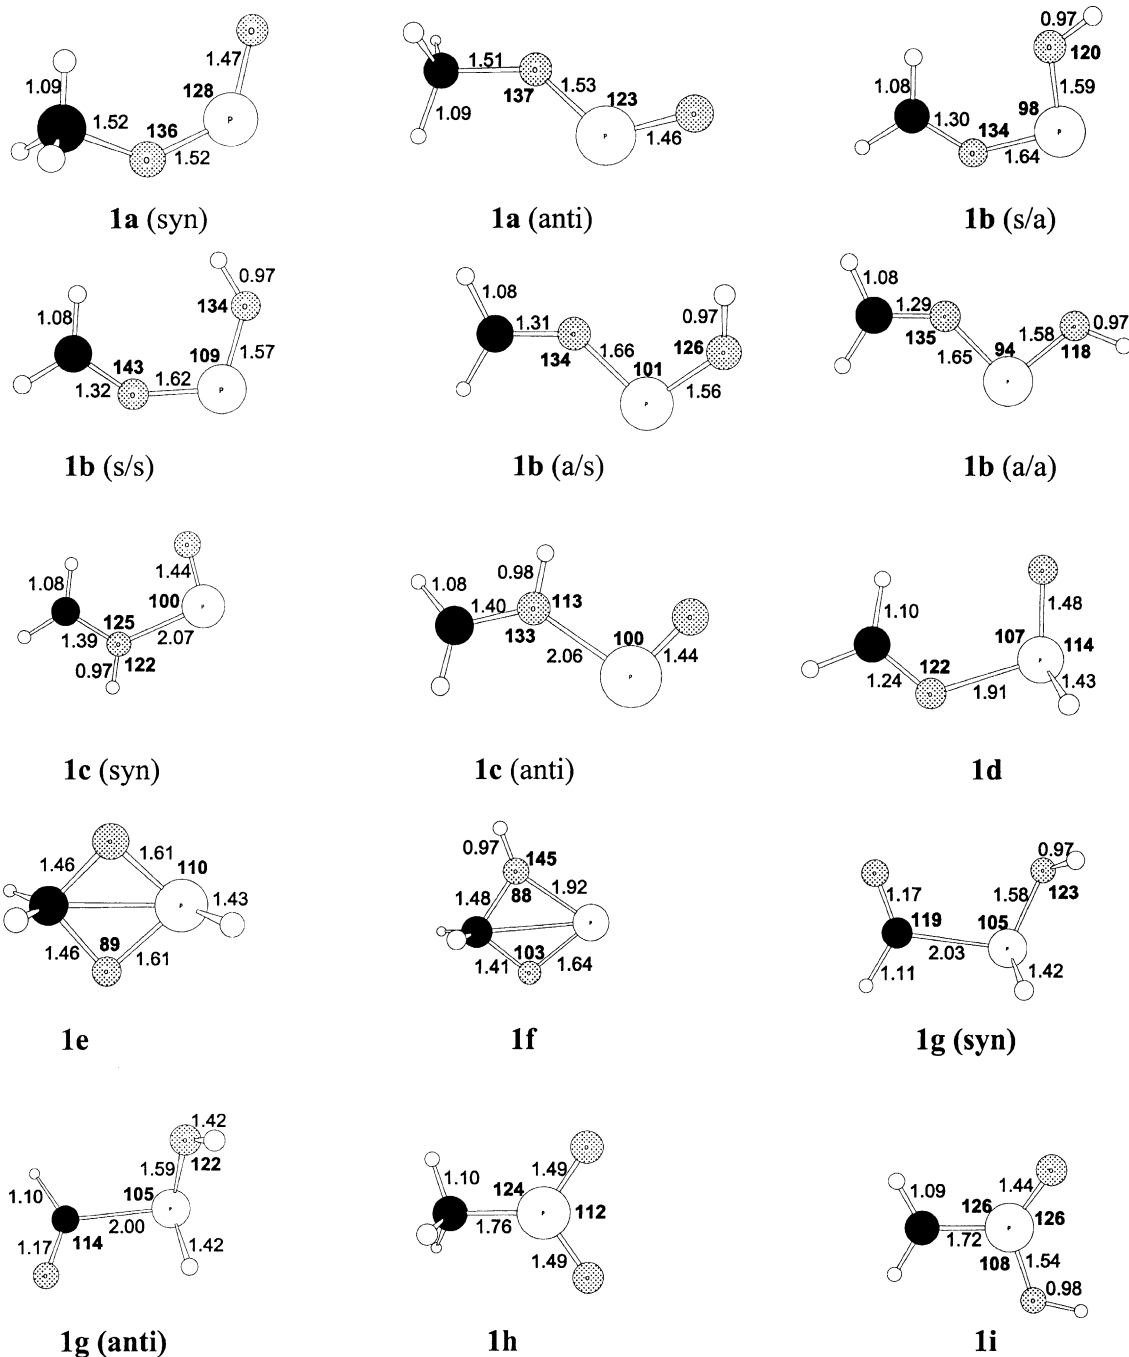 1.47
1.09
128
1.52
136
P
O
1.52
O
1a (syn)
1.51
O
1.53
123
137
1.09
P
O
1.46
1a (anti)
0.97
O
120
1.08
1.59
98
1.30
134
P
O
1.64
1b (s/a)
0.97
134
O
1.08
143
109
1.57
1.32
O
1.62
P
1b (s/s)
1.08
1.31
O
0.97
134
1.66
126
O
101
P
1.56
1b (a/s)
1.08
1.29
O
1.58
O
0.97
135
1.65
94
118
P
1b (a/a)
O
1.08
1.44
100
P
125
1.39
O
2.07
0.97
122
1c (syn)
1.08
0.98
1.40
O
113
133
100
O
2.06
1.44
P
1c (anti)
O
1.10
1.48
107
114
P
122
1.24
O
1.91
1.43
1d
O
1.46
1.61
110
P
1.43
1.46
89
1.61
O
1e
0.97
145
O
1.48
88
1.92
P
103
1.41
O
1.64
1f
0.97
O
O
1.17
1.58
123
119
105
P
2.03
1.11
1.42
1g (syn)
1.42
O
1.59
122
1.10
105
P
2.00
1.17
114
1.42
O
1g (anti)
O
1.10
1.49
124
P
112
1.76
1.49
O
1h
O
1.09
1.44
126
P
126
1.72
1.54
108
0.98
O
1i